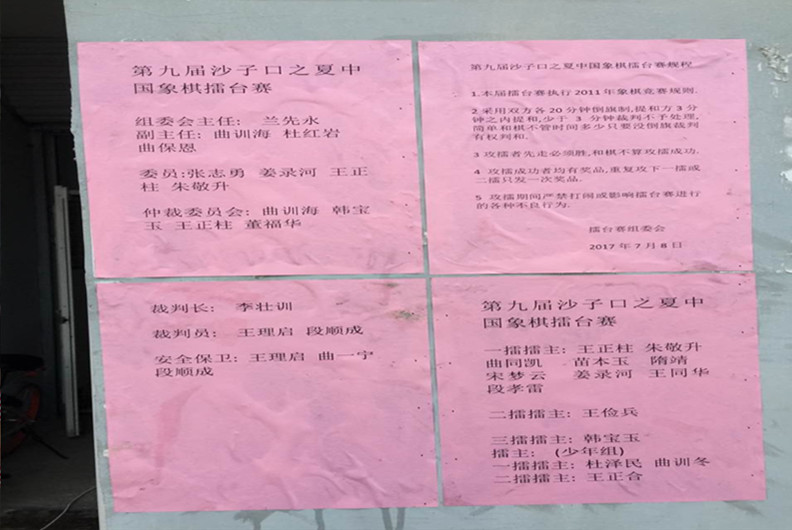 第九届沙子口之夏中
国象棋擂台赛
组委会主任: 兰先水
副主任: 曲训海 杜红岩
曲保恩
委员:张志勇 姜录河 王正
柱 朱敬升
仲裁委员会: 曲训海 韩宝
玉 王正柱 董福华
第九届沙子口之夏中国象棋擂台赛规程
1.本届擂台赛执行2011年象棋竞赛规则.
2 采用双方各20分钟倒旗制,提和方3分
钟之内提和,少于 3 分钟裁判不予处理,
简单和棋不管时间多少只要没倒旗裁判
有权判和.
3 攻擂者先走必须胜,和棋不算攻擂成功.
4 攻擂成功者均有奖品,重复攻下一擂或
二擂只发一次奖品.
5 攻擂期间严禁打闹或影响擂台赛进行
的各种不良行为.
擂台赛组委会
2017年7月8日
裁判长: 李壮训
裁判员: 王理启 段顺成
安全保卫: 王理启 曲一宁
段顺成
第九届沙子口之夏中
国象棋擂台赛
一擂擂主: 王正柱 朱敬升
曲同凯 苗本玉 隋靖
宋梦云 姜录河 王同华
段孝雷
二擂擂主: 王俭兵
三擂擂主: 韩宝玉
擂主: (少年组)
一擂擂主: 杜泽民 曲训冬
二擂擂主: 王正合